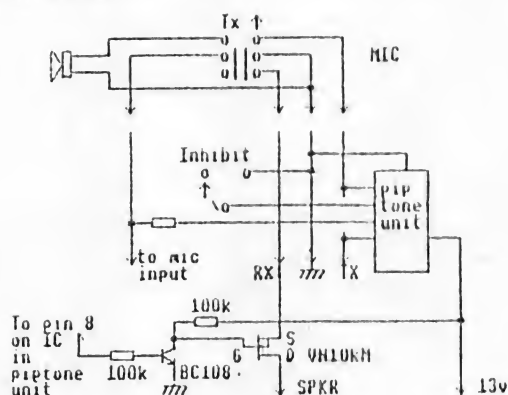 Tx
MIC
Inhibit
pip
tone
unit
to mic
input
RX
TX
100k
To pin 8
on IC
in
piptone
unit
100k
BC108
G
S
D VN10KM
SPKR
13v